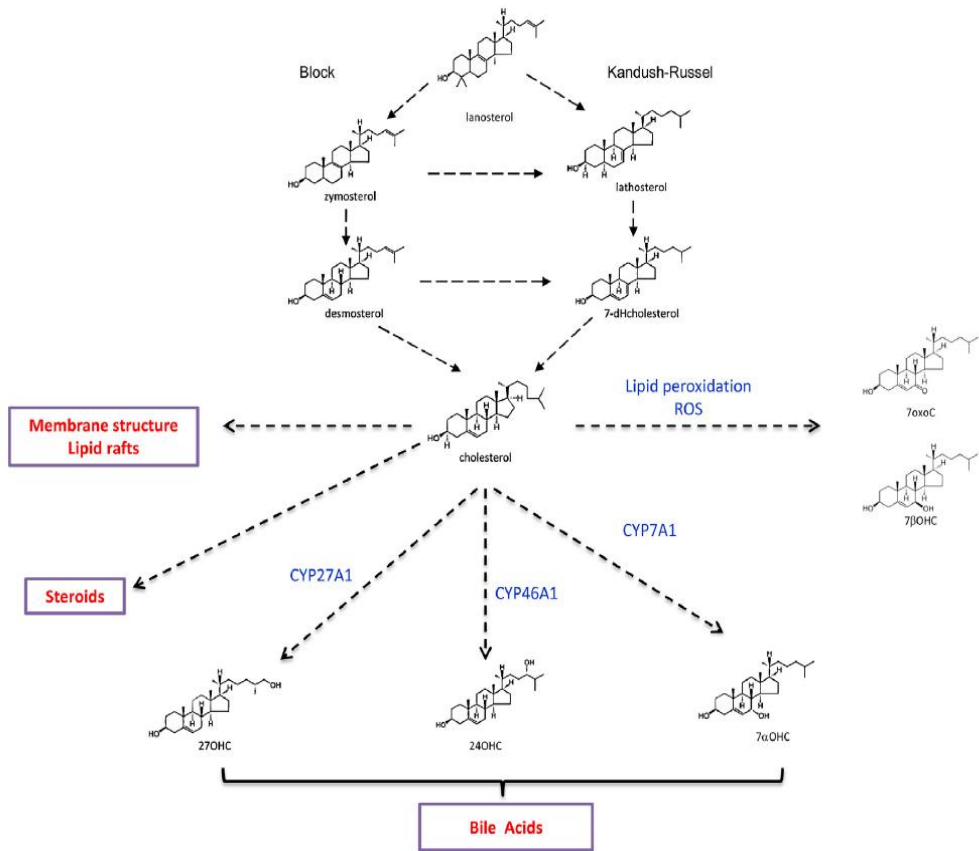 Block
Kandush-Russel
lanosterol
zymosterol
lathosterol
desmosterol
7-dHcholesterol
Lipid peroxidation
ROS
7oxoC
Membrane structure
Lipid rafts
cholesterol
7βOHC
CYP7A1
CYP27A1
Steroids
CYP46A1
27OHC
24OHC
7αOHC
Bile Acids